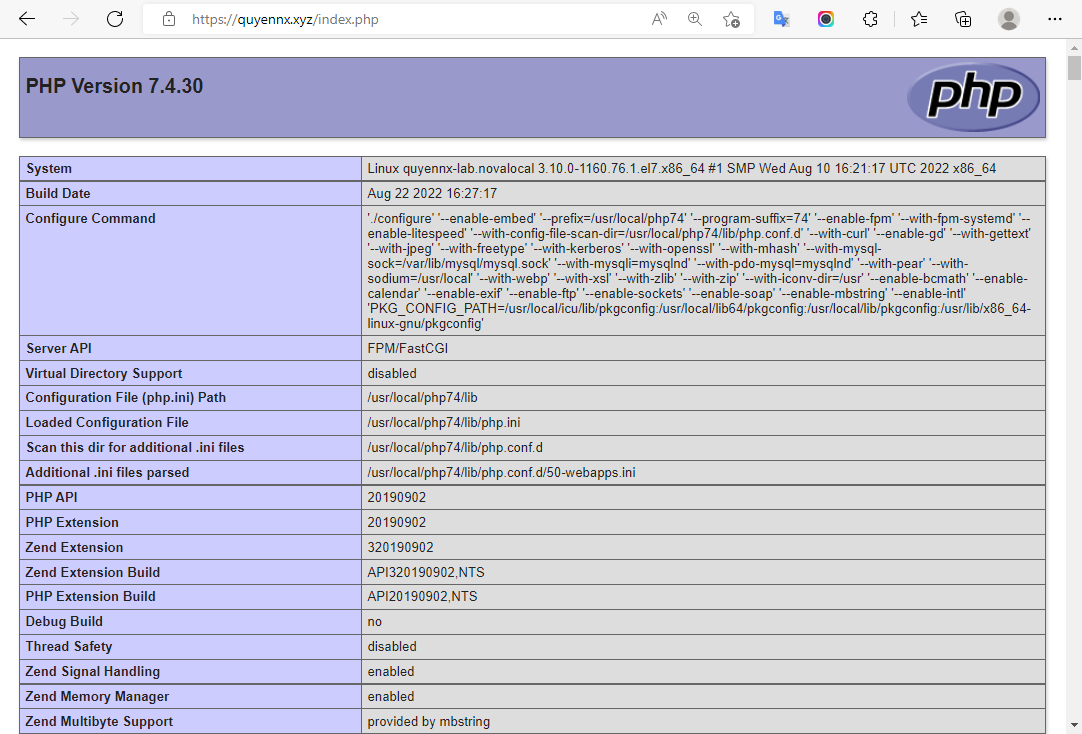 https://quyennx.xyz/index.php
PHP Version 7.4.30
php
System Linux quyennx-lab.novalocal 3.10.0-1160.76.1.el7.x86_64 #1 SMP Wed Aug 10 16:21:17 UTC 2022 x86_64
Build Date Aug 22 2022 16:27:17
Configure Command './configure' '--enable-embed' '--prefix=/usr/local/php74' '--program-suffix=74' '--enable-fpm' '--with-fpm-systemd' '--
enable-litespeed' '--with-config-file-scan-dir=/usr/local/php74/lib/php.conf.d' '--with-curl' '--enable-gd' '--with-gettext'
'--with-jpeg' '--with-freetype' '--with-kerberos' '--with-openssl' '--with-mhash' '--with-mysql-
sock=/var/lib/mysql/mysql.sock' '--with-mysqli=mysqlnd' '--with-pdo-mysql=mysqlnd' '--with-pear' '--with-
sodium=/usr/local' '--with-webp' '--with-xsl' '--with-zlib' '--with-zip' '--with-iconv-dir=/usr' '--enable-bcmath' '--enable-
calendar' '--enable-exif' '--enable-ftp' '--enable-sockets' '--enable-soap' '--enable-mbstring' '--enable-intl'
'PKG_CONFIG_PATH=/usr/local/icu/lib/pkgconfig:/usr/local/lib64/pkgconfig:/usr/local/lib/pkgconfig:/usr/lib/x86_64-
linux-gnu/pkgconfig'
Server API FPM/FastCGI
Virtual Directory Support disabled
Configuration File (php.ini) Path /usr/local/php74/lib
Loaded Configuration File /usr/local/php74/lib/php.ini
Scan this dir for additional .ini files /usr/local/php74/lib/php.conf.d
Additional .ini files parsed /usr/local/php74/lib/php.conf.d/50-webapps.ini
PHP API 20190902
PHP Extension 20190902
Zend Extension 320190902
Zend Extension Build API320190902,NTS
PHP Extension Build API20190902,NTS
Debug Build no
Thread Safety disabled
Zend Signal Handling enabled
Zend Memory Manager enabled
Zend Multibyte Support provided by mbstring